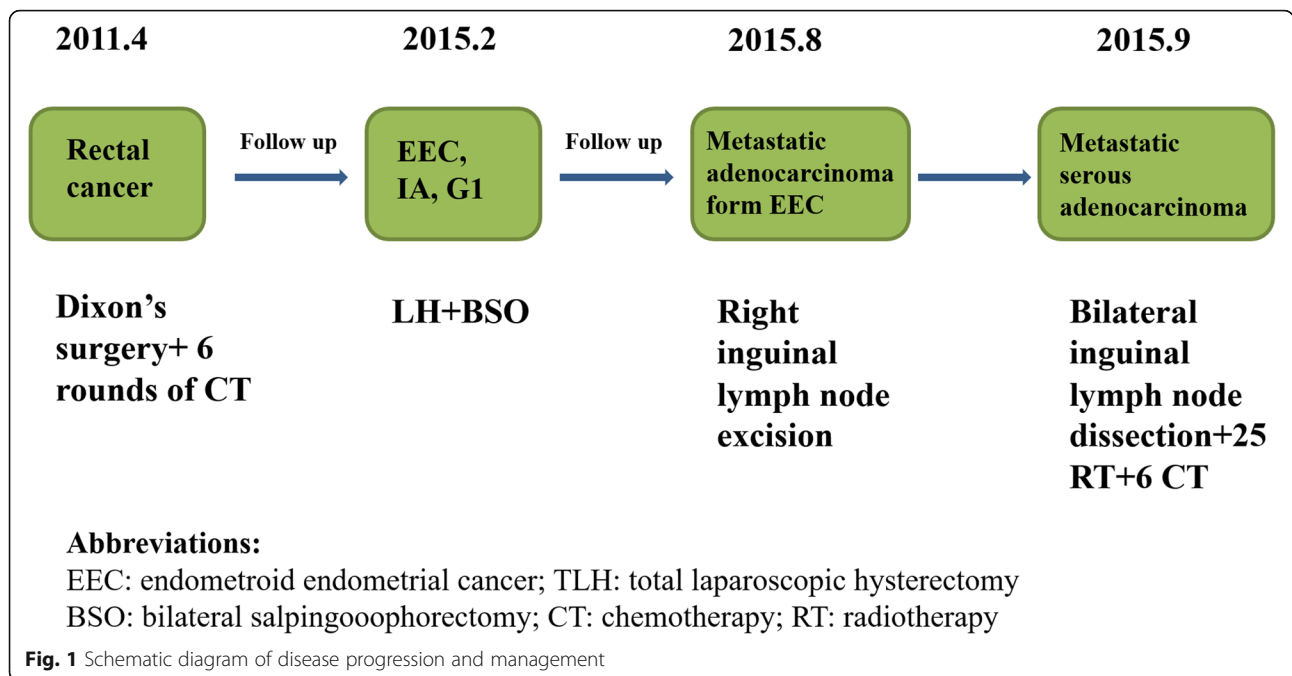 2011.4
2015.2
2015.8
2015.9
Rectal
cancer
Follow up
EEC,
IA, G1
Follow up
Metastatic
adenocarcinoma
form EEC
Metastatic
serous
adenocarcinoma
Dixon's
surgery+ 6
rounds of CT
LH+BSO
Right
inguinal
lymph node
excision
Bilateral
inguinal
lymph node
dissection+25
RT+6 CT
Abbreviations:
EEC: endometroid endometrial cancer; TLH: total laparoscopic hysterectomy
BSO: bilateral salpingooophorectomy; CT: chemotherapy; RT: radiotherapy
Fig. 1 Schematic diagram of disease progression and management